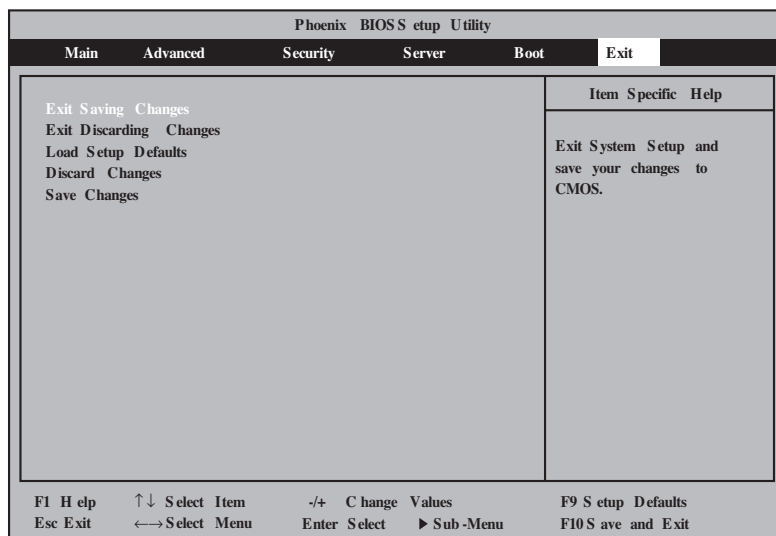 Phoenix BIOS Setup Utility
Main Advanced Security Server Boot Exit
Exit Saving Changes
Exit Discarding Changes
Load Setup Defaults
Discard Changes
Save Changes
Item Specific Help
Exit System Setup and
save your changes to
CMOS.
F1 Help ↑↓ Select Item -/+ Change Values F9 Setup Defaults
Esc Exit ←→ Select Menu Enter Select ▶ Sub-Menu F10 Save and Exit